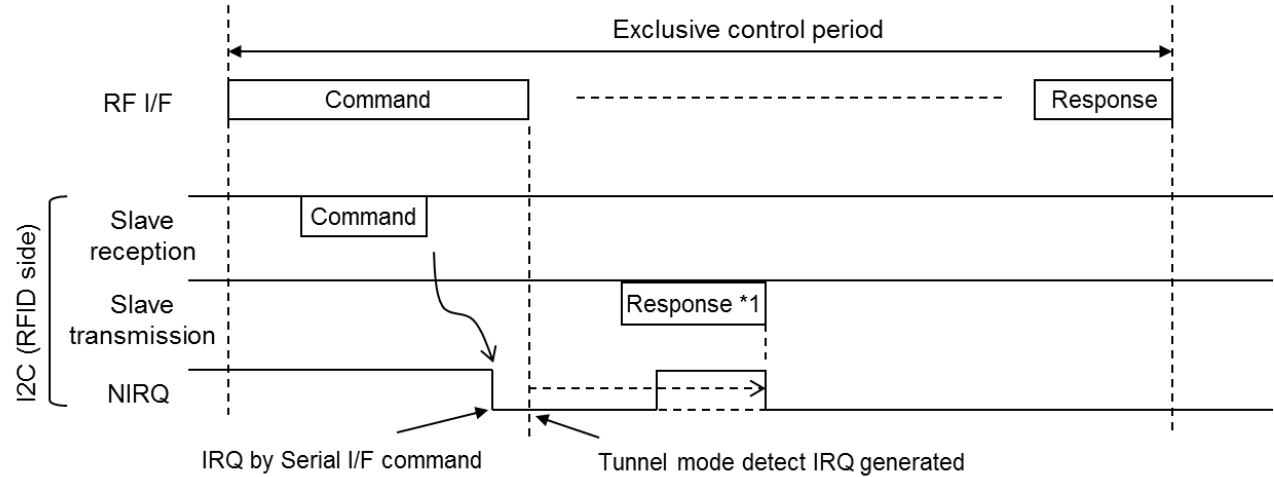 Exclusive control period
RF I/F
Command
Response
I2C (RFID side)
Slave
reception
Command
Slave
transmission
Response *1
NIRQ
IRQ by Serial I/F command
Tunnel mode detect IRQ generated